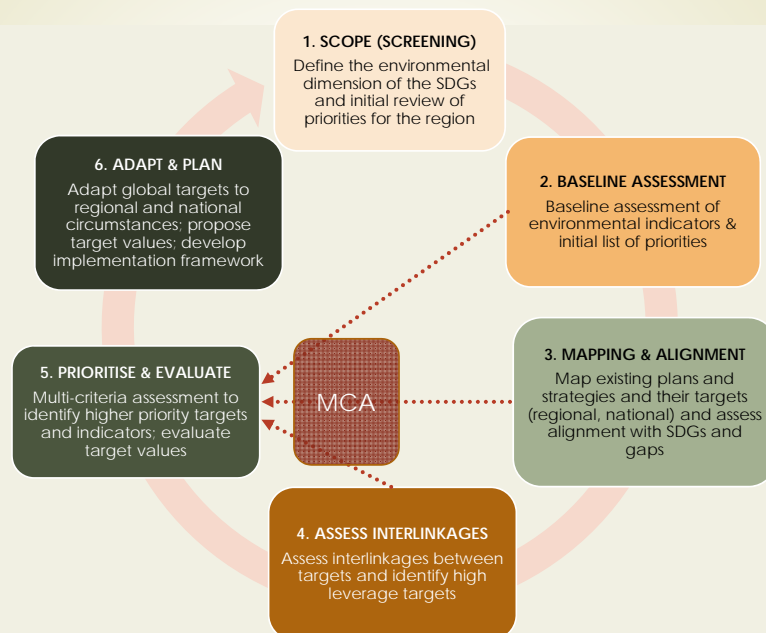 1. SCOPE (SCREENING)
Define the environmental
dimension of the SDGs
and initial review of
priorities for the region
2. BASELINE ASSESSMENT
Baseline assessment of
environmental indicators &
initial list of priorities
3. MAPPING & ALIGNMENT
Map existing plans and
strategies and their targets
(regional, national) and assess
alignment with SDGs and
gaps
4. ASSESS INTERLINKAGES
Assess interlinkages between
targets and identify high
leverage targets
5. PRIORITISE & EVALUATE
Multi-criteria assessment to
identify higher priority targets
and indicators; evaluate
target values
6. ADAPT & PLAN
Adapt global targets to
regional and national
circumstances; propose
target values; develop
implementation framework
MCA